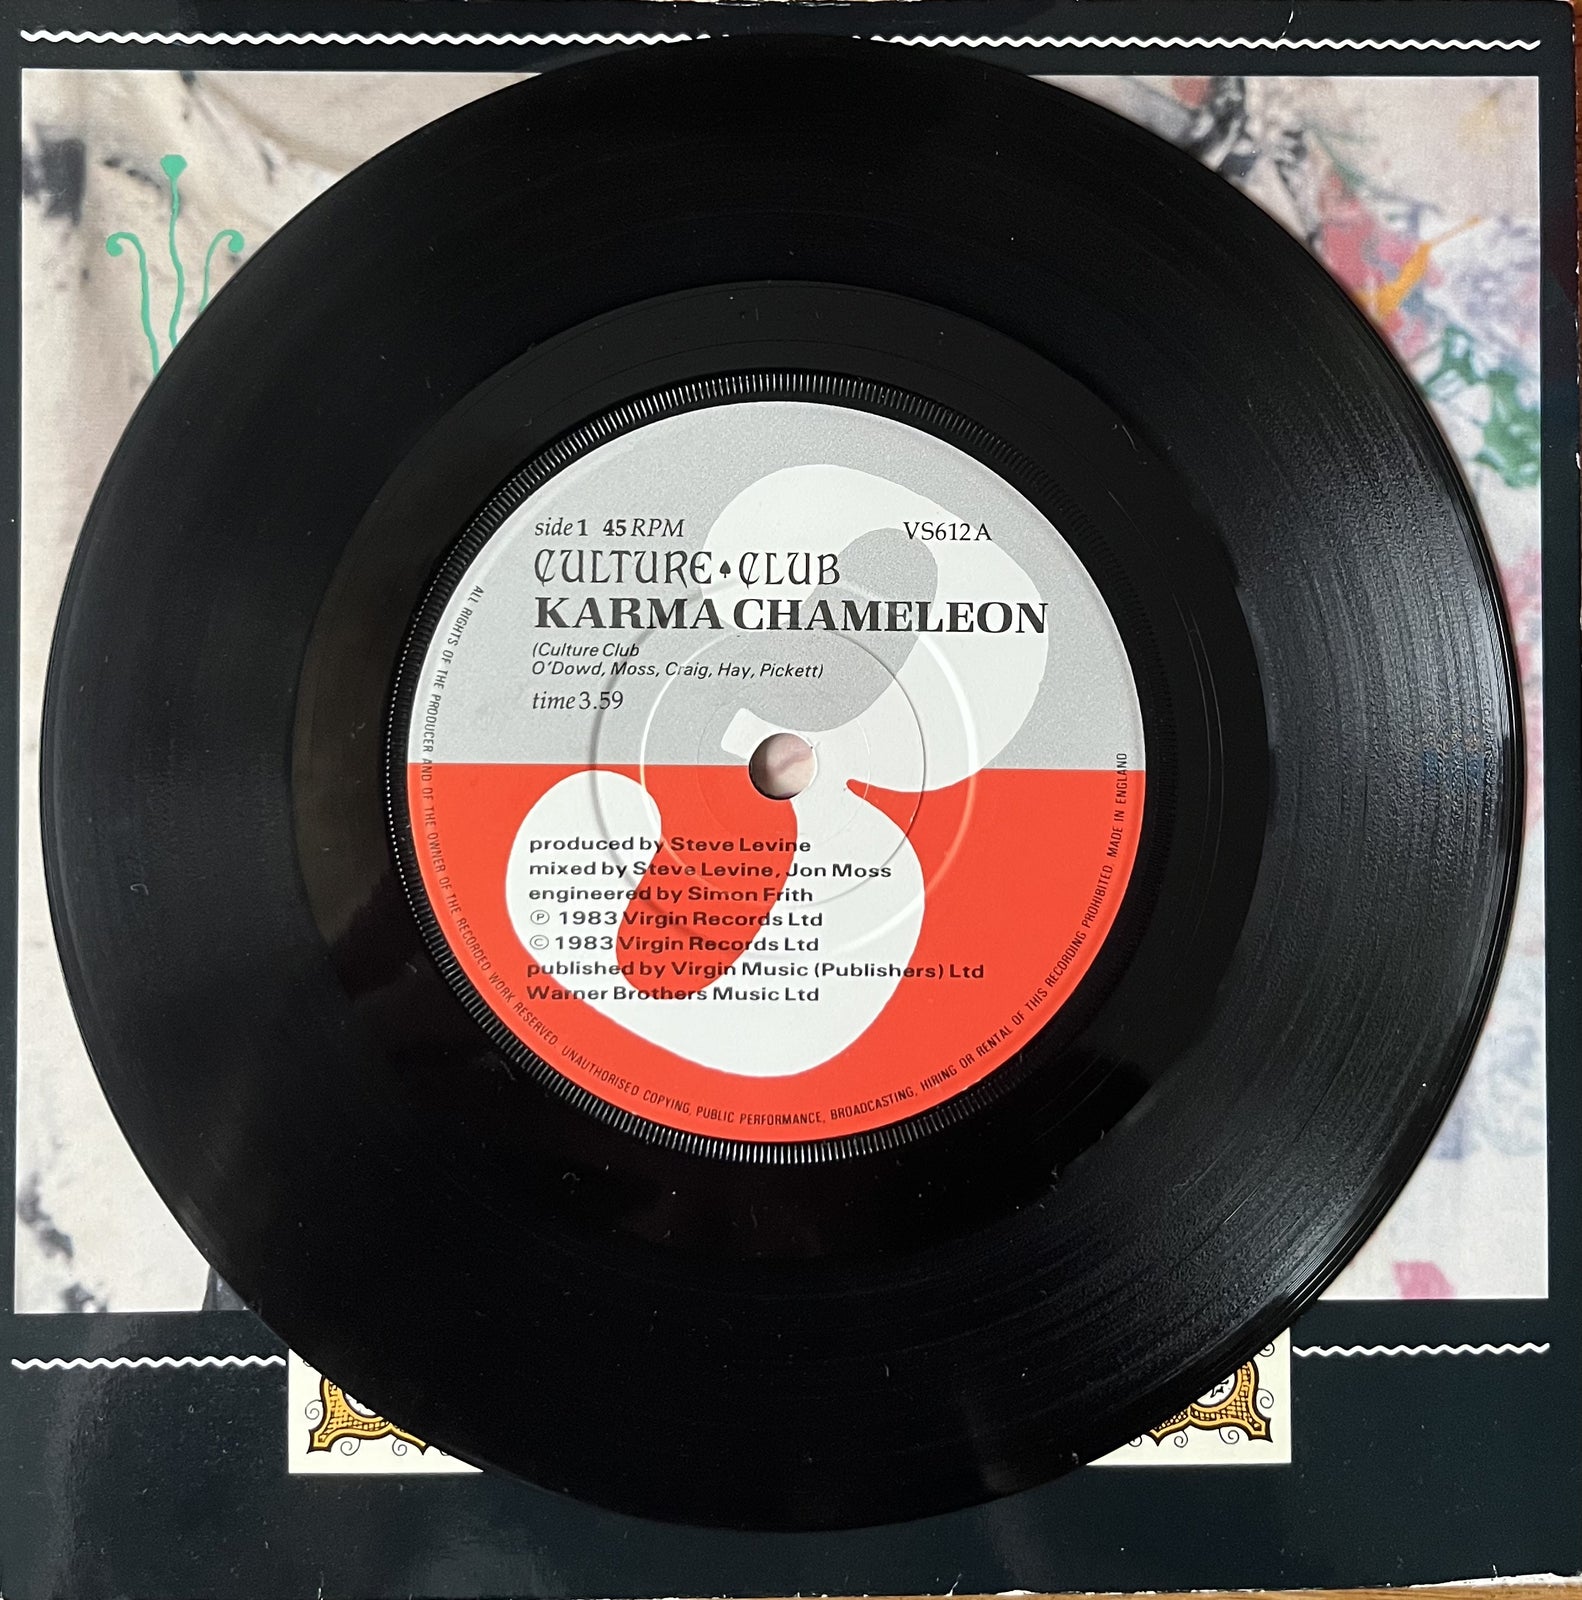 side 1 45 RPM VS612 A
CULTURE♠CLUB
KARMA CHAMELEON
(Culture Club
O'Dowd, Moss, Craig, Hay, Pickett)
time 3.59
produced by Steve Levine
mixed by Steve Levine, Jon Moss
engineered by Simon Frith
Ⓟ 1983 Virgin Records Ltd
© 1983 Virgin Records Ltd
published by Virgin Music (Publishers) Ltd
Warner Brothers Music Ltd
ALL RIGHTS OF THE PRODUCER AND OF THE OWNER OF THE RECORDED WORK RESERVED. UNAUTHORISED COPYING, PUBLIC PERFORMANCE, BROADCASTING, HIRING OR RENTAL OF THIS RECORDING PROHIBITED. MADE IN ENGLAND